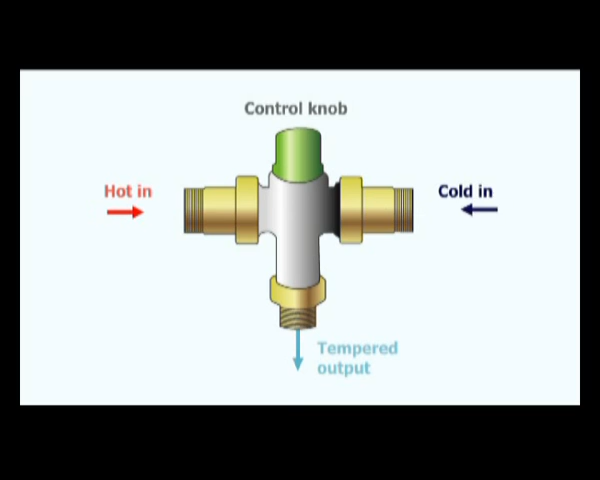 Control knob
Hot in
Cold in
Tempered
output